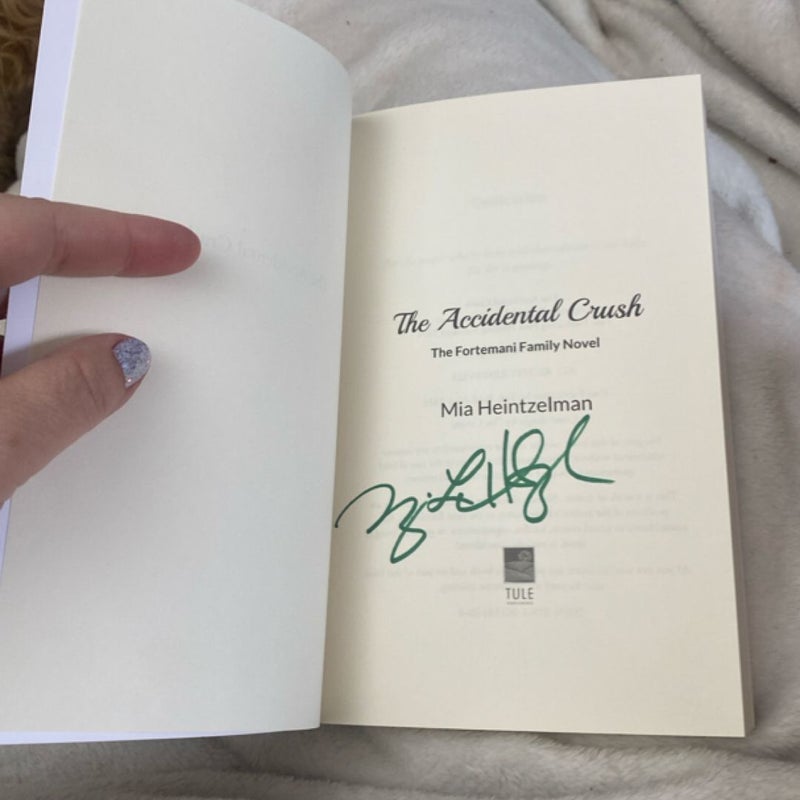 The Accidental Crush
The Fortemani Family Novel
Mia Heintzelman
TULE